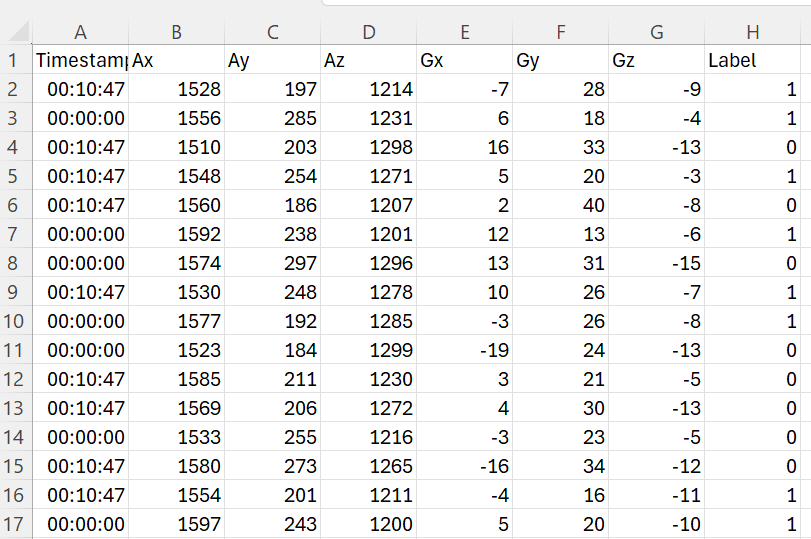 A B C D E F G H
1 Timestamp Ax Ay Az Gx Gy Gz Label
2 00:10:47 1528 197 1214 -7 28 -9 1
3 00:00:00 1556 285 1231 6 18 -4 1
4 00:10:47 1510 203 1298 16 33 -13 0
5 00:10:47 1548 254 1271 5 20 -3 1
6 00:10:47 1560 186 1207 2 40 -8 0
7 00:00:00 1592 238 1201 12 13 -6 1
8 00:00:00 1574 297 1296 13 31 -15 0
9 00:10:47 1530 248 1278 10 26 -7 1
10 00:00:00 1577 192 1285 -3 26 -8 1
11 00:00:00 1523 184 1299 -19 24 -13 0
12 00:10:47 1585 211 1230 3 21 -5 0
13 00:10:47 1569 206 1272 4 30 -13 0
14 00:00:00 1533 255 1216 -3 23 -5 0
15 00:10:47 1580 273 1265 -16 34 -12 0
16 00:10:47 1554 201 1211 -4 16 -11 1
17 00:00:00 1597 243 1200 5 20 -10 1